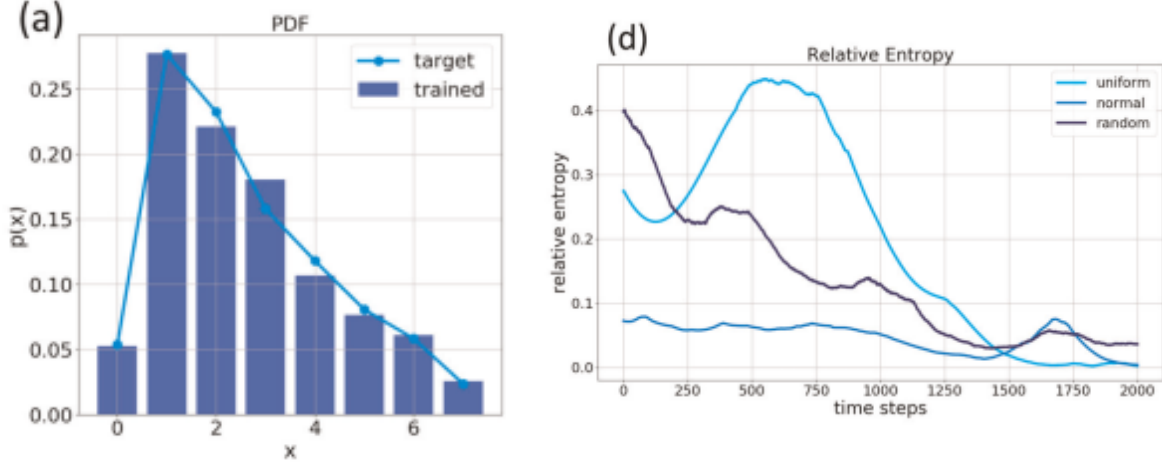 (a)
PDF
target
trained
0.25
0.20
0.15
0.10
0.05
0.00
p(x)
0 2 4 6
x
(d)
Relative Entropy
uniform
normal
random
0.4
0.3
0.2
0.1
0.0
relative entropy
0 250 500 750 1000 1250 1500 1750 2000
time steps